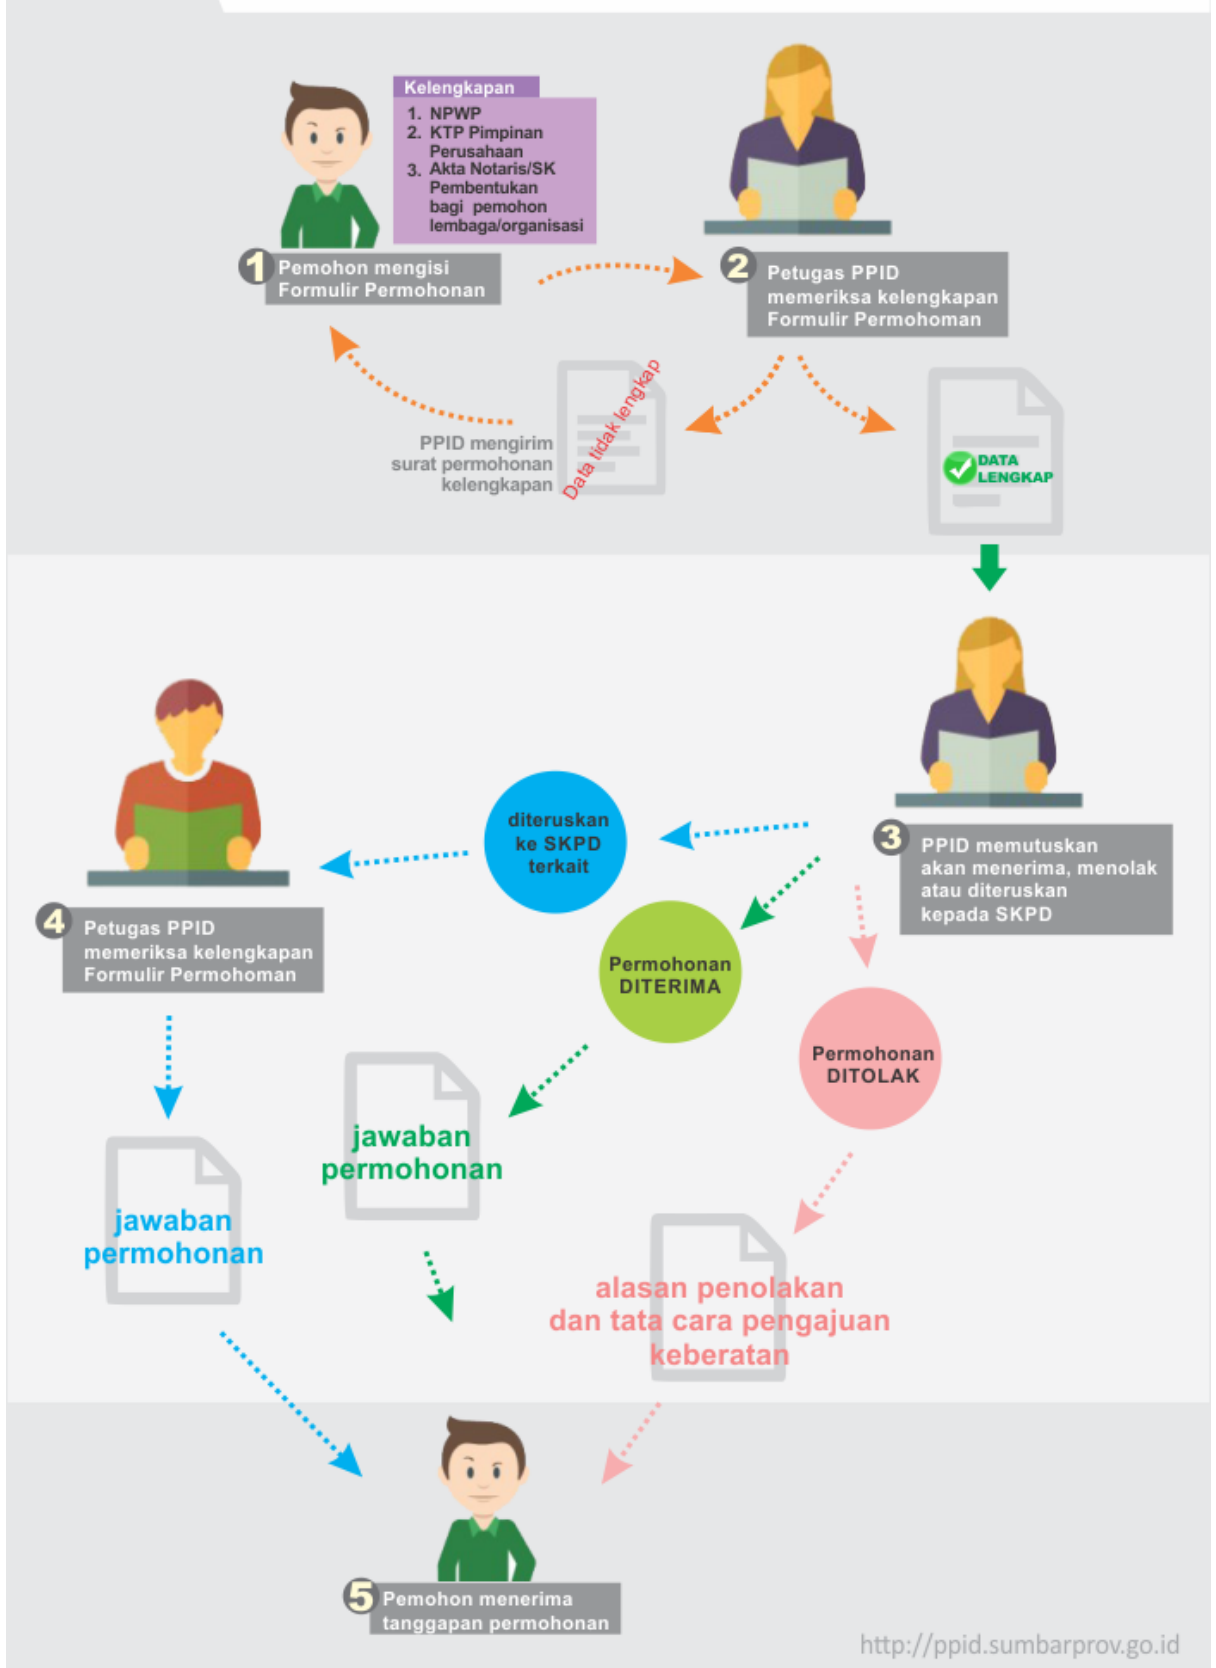 Kelengkapan
1. NPWP
2. KTP Pimpinan
Perusahaan
3. Akta Notaris/SK
Pembentukan
bagi pemohon
lembaga/organisasi
1 Pemohon mengisi
Formulir Permohonan
2 Petugas PPID
memeriksa kelengkapan
Formulir Permohoman
Data tidak lengkap
PPID mengirim
surat permohonan
kelengkapan
DATA
LENGKAP
3 PPID memutuskan
akan menerima, menolak
atau diteruskan
kepada SKPD
diteruskan
ke SKPD
terkait
Permohonan
DITERIMA
Permohonan
DITOLAK
4 Petugas PPID
memeriksa kelengkapan
Formulir Permohoman
jawaban
permohonan
jawaban
permohonan
alasan penolakan
dan tata cara pengajuan
keberatan
5 Pemohon menerima
tanggapan permohonan
http://ppid.sumbarprov.go.id